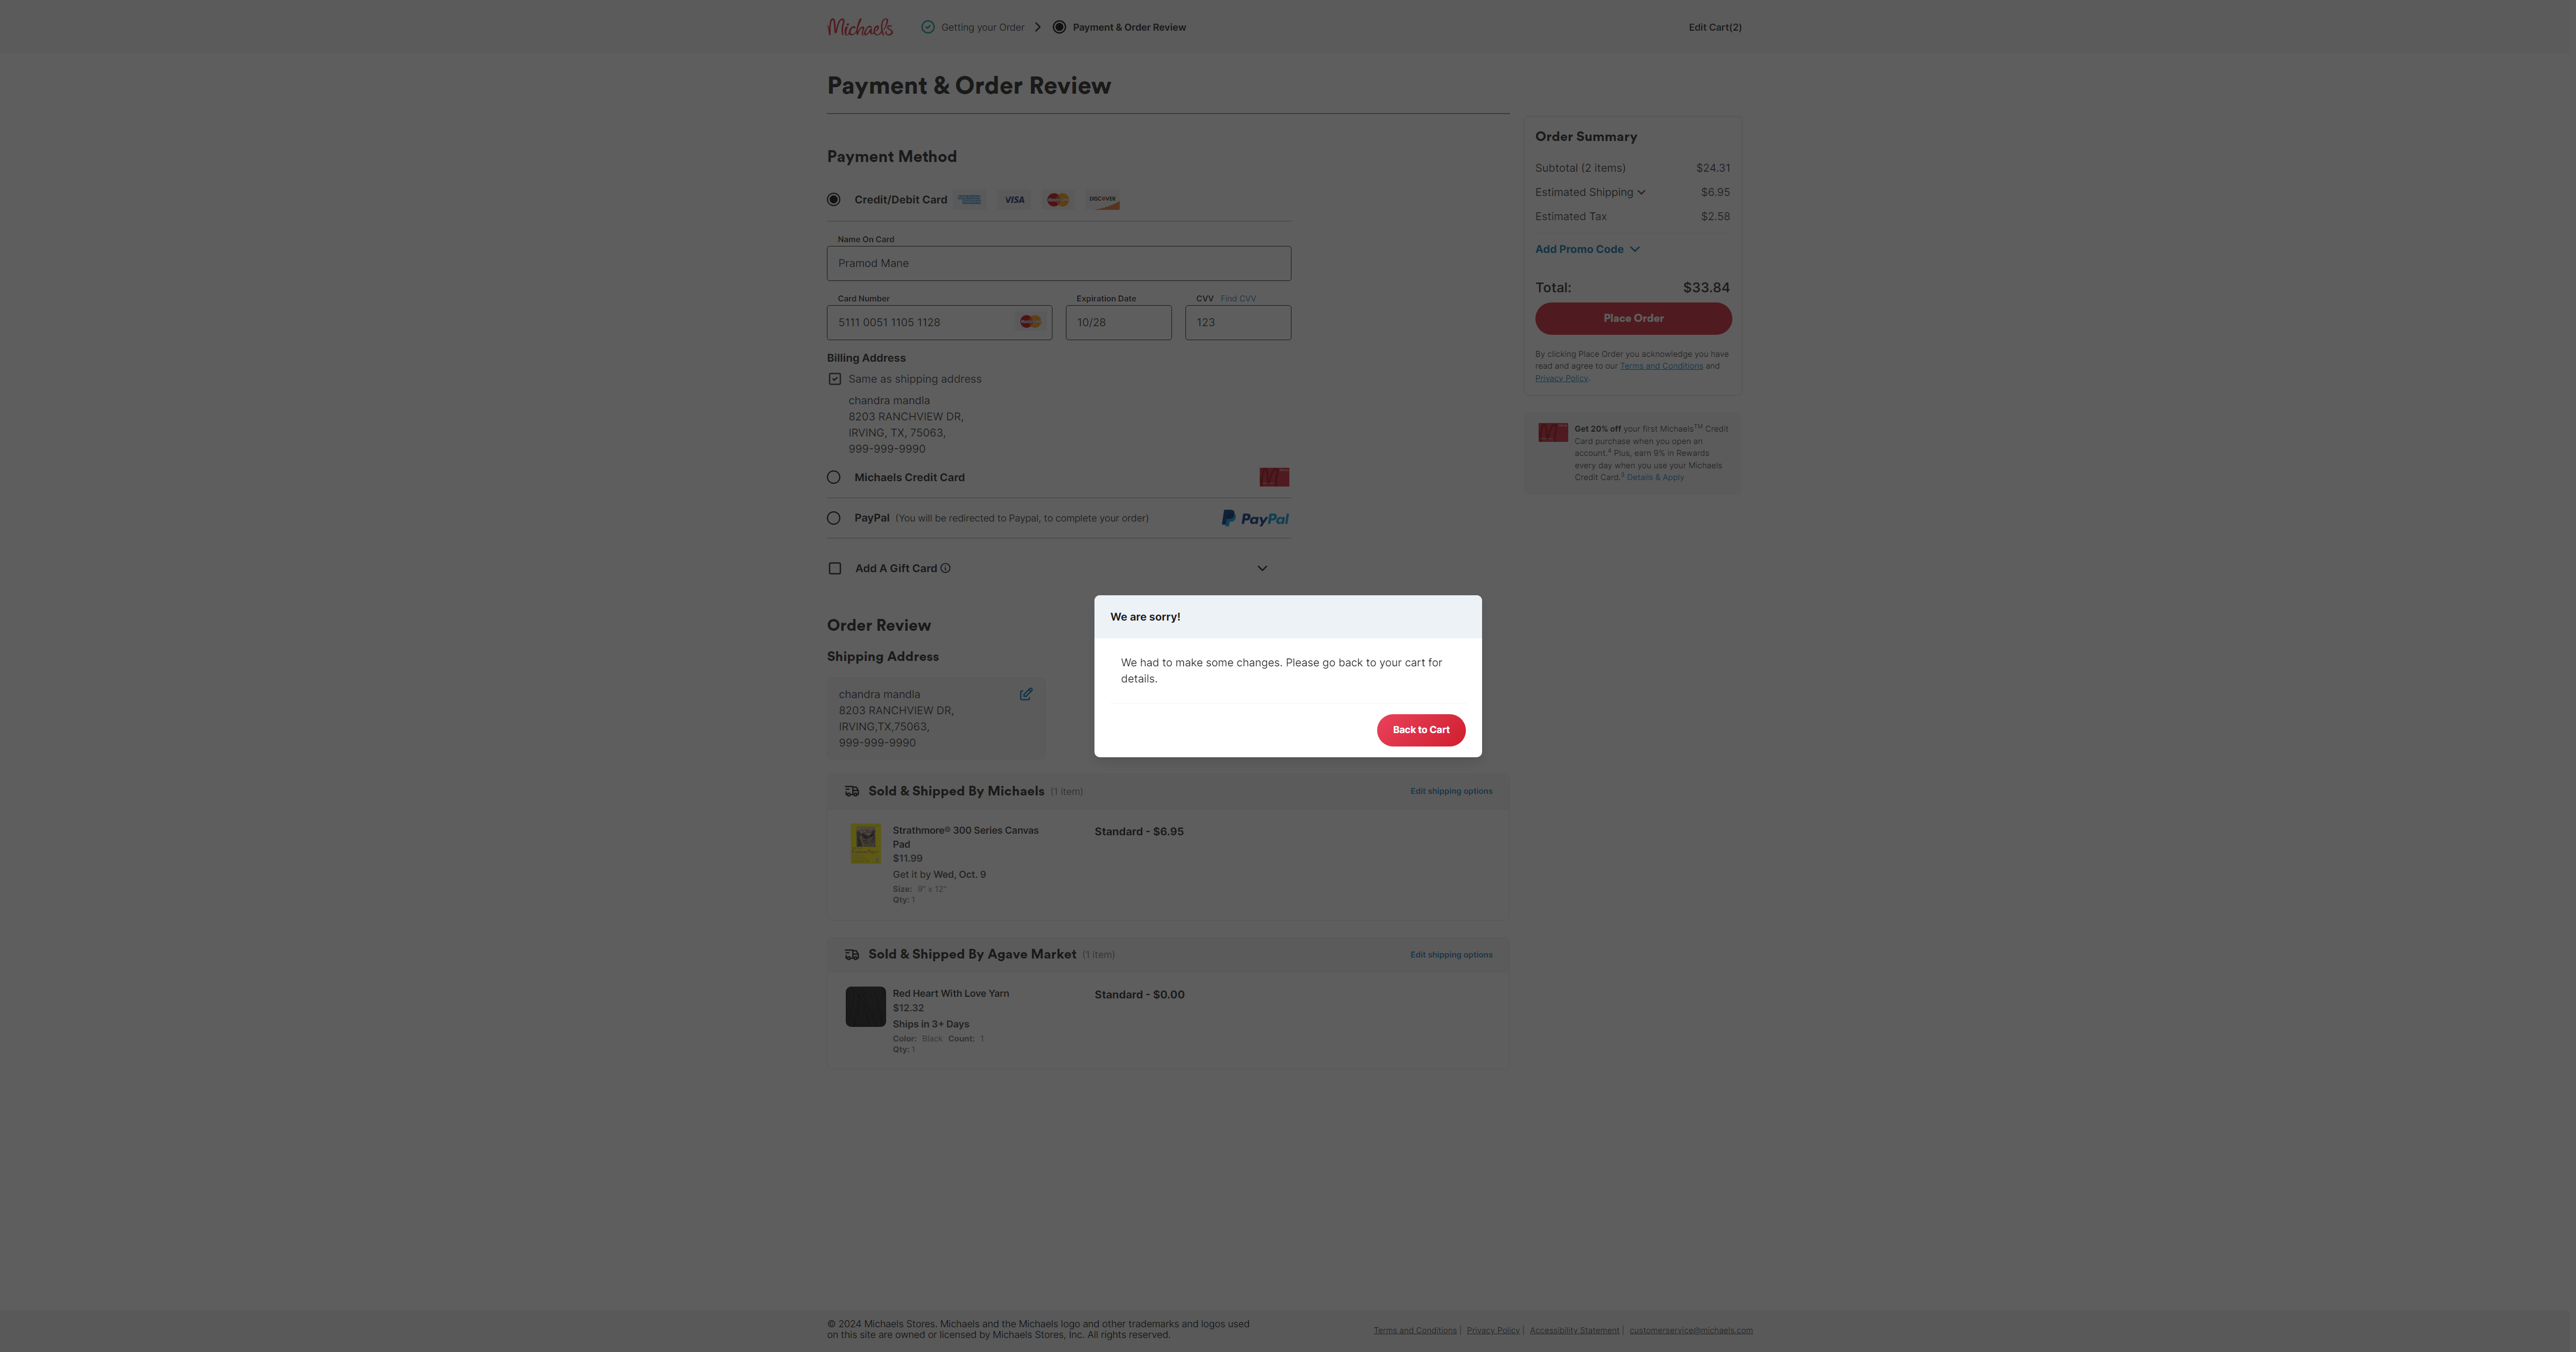 Michaels
Getting your Order
Payment & Order Review
Edit Cart(2)
Payment & Order Review
Payment Method
Credit/Debit Card
VISA
DISCOVER
Name On Card
Pramod Mane
Card Number
Expiration Date
CVV Find CVV
5111 0051 1105 1128
10/28
123
Billing Address
Same as shipping address
chandra mandla
8203 RANCHVIEW DR,
IRVING, TX, 75063,
999-999-9990
Michaels Credit Card
PayPal (You will be redirected to Paypal, to complete your order)
PayPal
Add A Gift Card
Order Summary
Subtotal (2 items) $24.31
Estimated Shipping $6.95
Estimated Tax $2.58
Add Promo Code
Total: $33.84
Place Order
By clicking Place Order you acknowledge you have
read and agree to our Terms and Conditions and
Privacy Policy.
Get 20% off your first Michaels™ Credit
Card purchase when you open an
account.⁴ Plus, earn 9% in Rewards
every day when you use your Michaels
Credit Card.³ Details & Apply
We are sorry!
We had to make some changes. Please go back to your cart for
details.
Back to Cart
Order Review
Shipping Address
chandra mandla
8203 RANCHVIEW DR,
IRVING,TX,75063,
999-999-9990
Sold & Shipped By Michaels (1 item)
Edit shipping options
Strathmore® 300 Series Canvas
Pad
$11.99
Get it by Wed, Oct. 9
Size: 9" x 12"
Qty: 1
Standard - $6.95
Sold & Shipped By Agave Market (1 item)
Edit shipping options
Red Heart With Love Yarn
$12.32
Ships in 3+ Days
Color: Black Count: 1
Qty: 1
Standard - $0.00
© 2024 Michaels Stores. Michaels and the Michaels logo and other trademarks and logos used
on this site are owned or licensed by Michaels Stores, Inc. All rights reserved.
Terms and Conditions | Privacy Policy | Accessibility Statement | customerservice@michaels.com